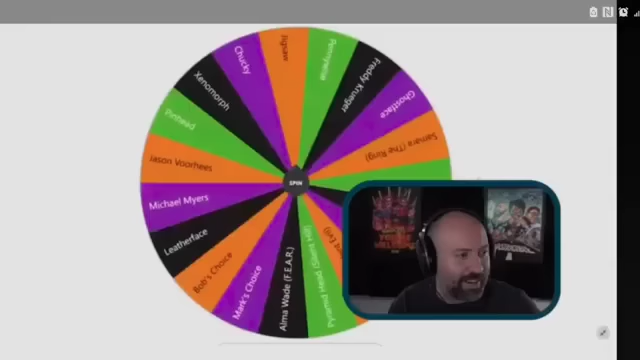 Jigsaw
Pennywise
Freddy Krueger
Ghostface
Samara (The Ring)
Pyramid Head (Silent Hill)
Alma Wade (F.E.A.R.)
Mark's Choice
Bob's Choice
Leatherface
Michael Myers
Jason Voorhees
Pinhead
Xenomorph
Chucky
SPIN